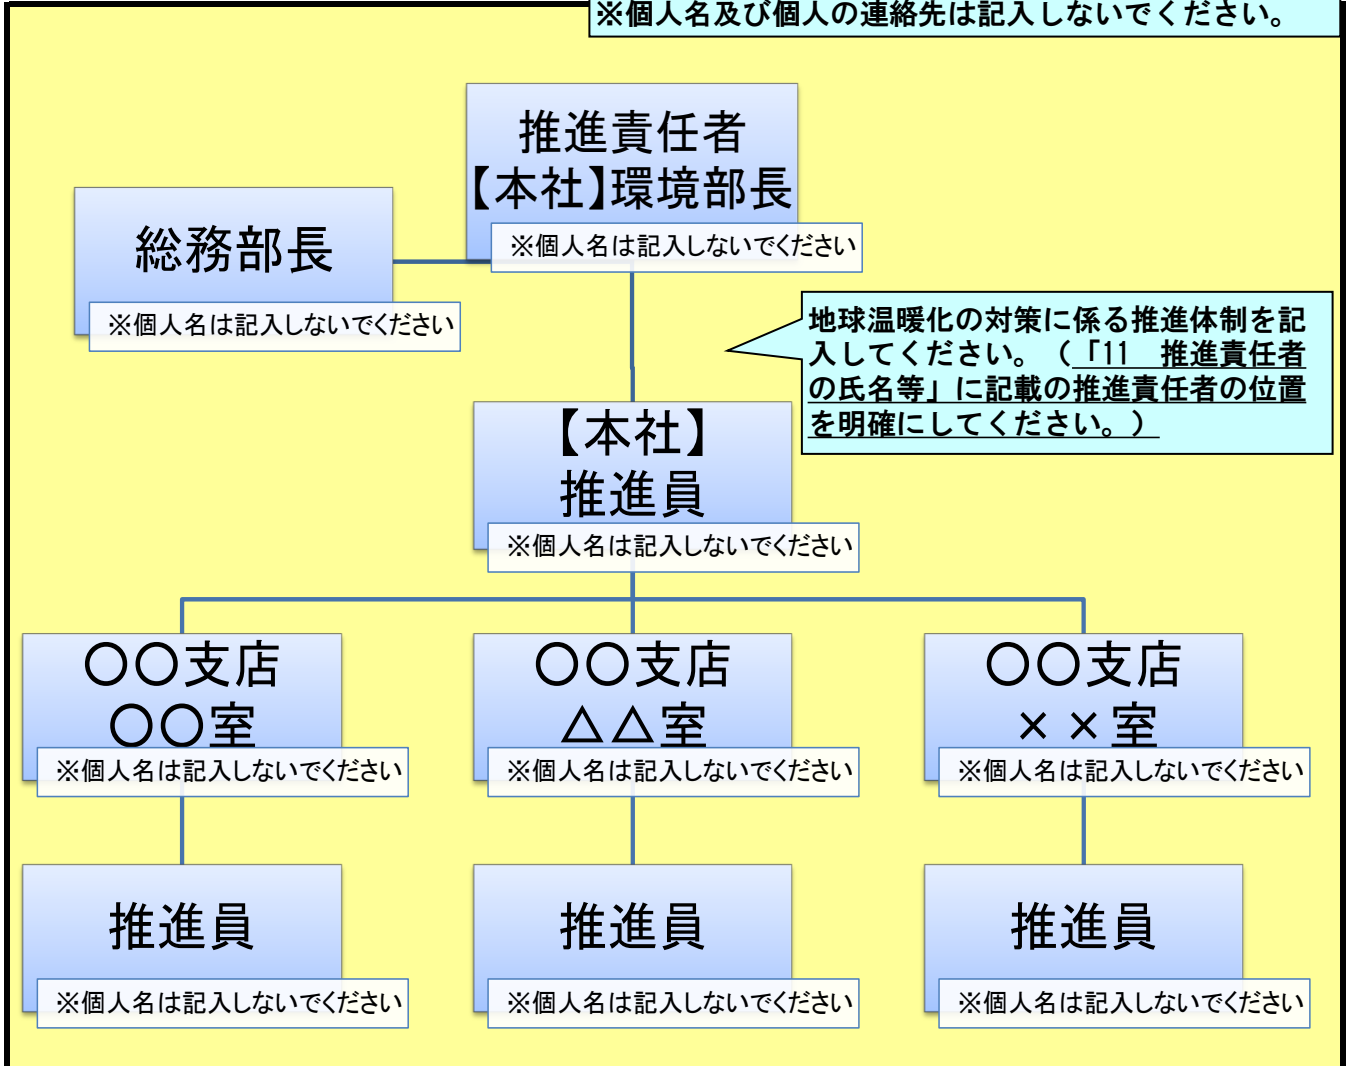 ※個人名及び個人の連絡先は記入しないでください。
推進責任者
【本社】環境部長
※個人名は記入しないでください
総務部長
※個人名は記入しないでください
地球温暖化の対策に係る推進体制を記
入してください。（「11　推進責任者
の氏名等」に記載の推進責任者の位置
を明確にしてください。）
【本社】
推進員
※個人名は記入しないでください
〇〇支店
〇〇室
※個人名は記入しないでください
〇〇支店
△△室
※個人名は記入しないでください
〇〇支店
××室
※個人名は記入しないでください
推進員
※個人名は記入しないでください
推進員
※個人名は記入しないでください
推進員
※個人名は記入しないでください